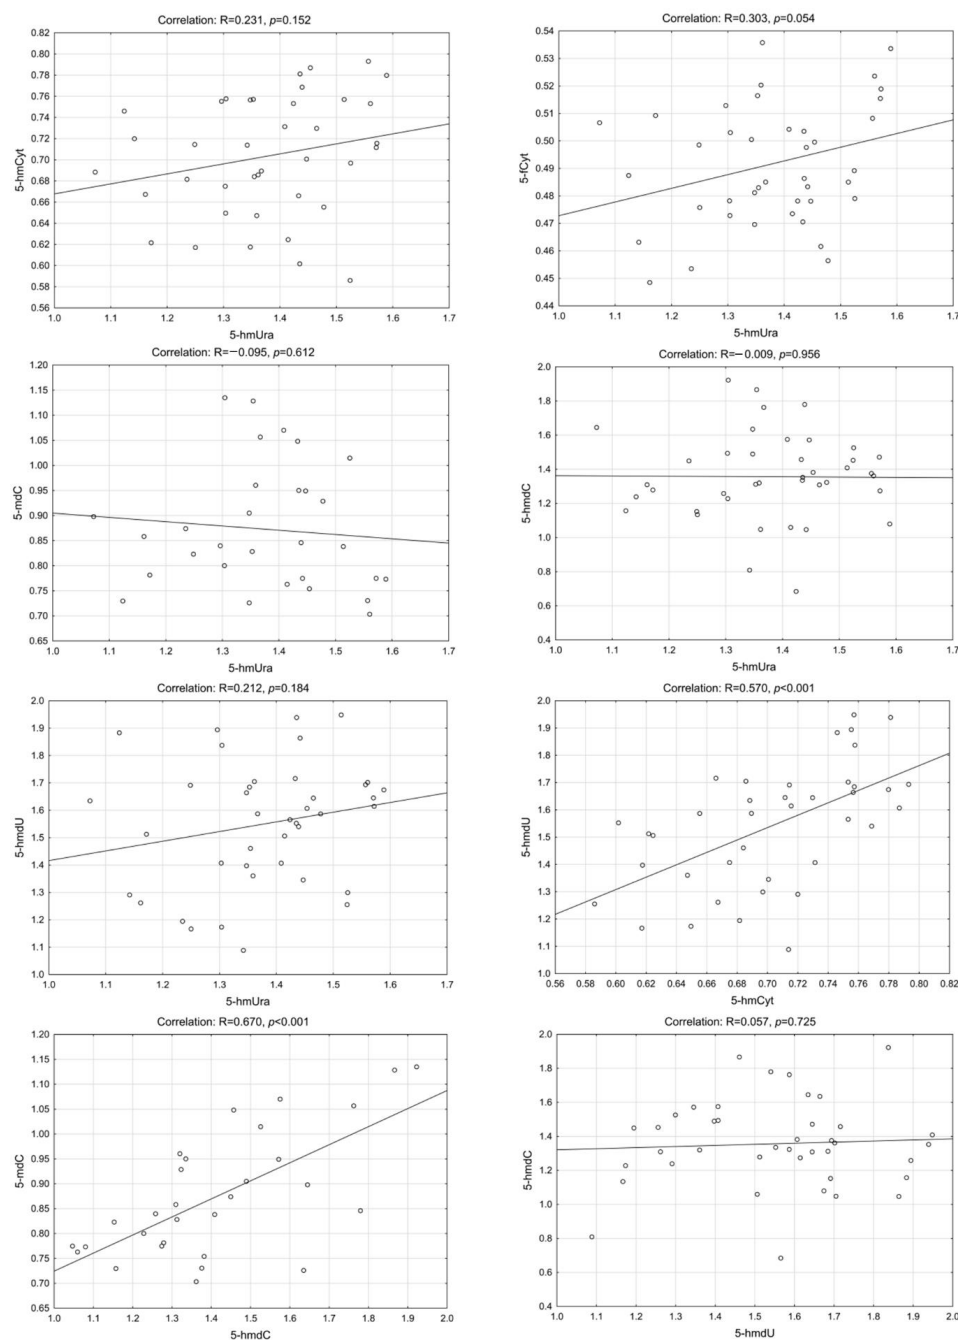 Correlation: R=0.231, p=0.152
0.82
0.80
0.78
0.76
0.74
0.72
0.70
0.68
0.66
0.64
0.62
0.60
0.58
0.56
5-hmCyt
1.0 1.1 1.2 1.3 1.4 1.5 1.6 1.7
5-hmUra
Correlation: R=0.303, p=0.054
0.54
0.53
0.52
0.51
0.50
0.49
0.48
0.47
0.46
0.45
0.44
5-fCyt
1.0 1.1 1.2 1.3 1.4 1.5 1.6 1.7
5-hmUra
Correlation: R=−0.095, p=0.612
1.20
1.15
1.10
1.05
1.00
0.95
0.90
0.85
0.80
0.75
0.70
0.65
5-mdC
1.0 1.1 1.2 1.3 1.4 1.5 1.6 1.7
5-hmUra
Correlation: R=−0.009, p=0.956
2.0
1.8
1.6
1.4
1.2
1.0
0.8
0.6
0.4
5-hmdC
1.0 1.1 1.2 1.3 1.4 1.5 1.6 1.7
5-hmUra
Correlation: R=0.212, p=0.184
2.0
1.9
1.8
1.7
1.6
1.5
1.4
1.3
1.2
1.1
1.0
5-hmdU
1.0 1.1 1.2 1.3 1.4 1.5 1.6 1.7
5-hmUra
Correlation: R=0.570, p<0.001
2.0
1.9
1.8
1.7
1.6
1.5
1.4
1.3
1.2
1.1
1.0
5-hmdU
0.56 0.58 0.60 0.62 0.64 0.66 0.68 0.70 0.72 0.74 0.76 0.78 0.80 0.82
5-hmCyt
Correlation: R=0.670, p<0.001
1.20
1.15
1.10
1.05
1.00
0.95
0.90
0.85
0.80
0.75
0.70
0.65
5-mdC
1.0 1.1 1.2 1.3 1.4 1.5 1.6 1.7 1.8 1.9 2.0
5-hmdC
Correlation: R=0.057, p=0.725
2.0
1.8
1.6
1.4
1.2
1.0
0.8
0.6
0.4
5-hmdC
1.0 1.1 1.2 1.3 1.4 1.5 1.6 1.7 1.8 1.9 2.0
5-hmdU